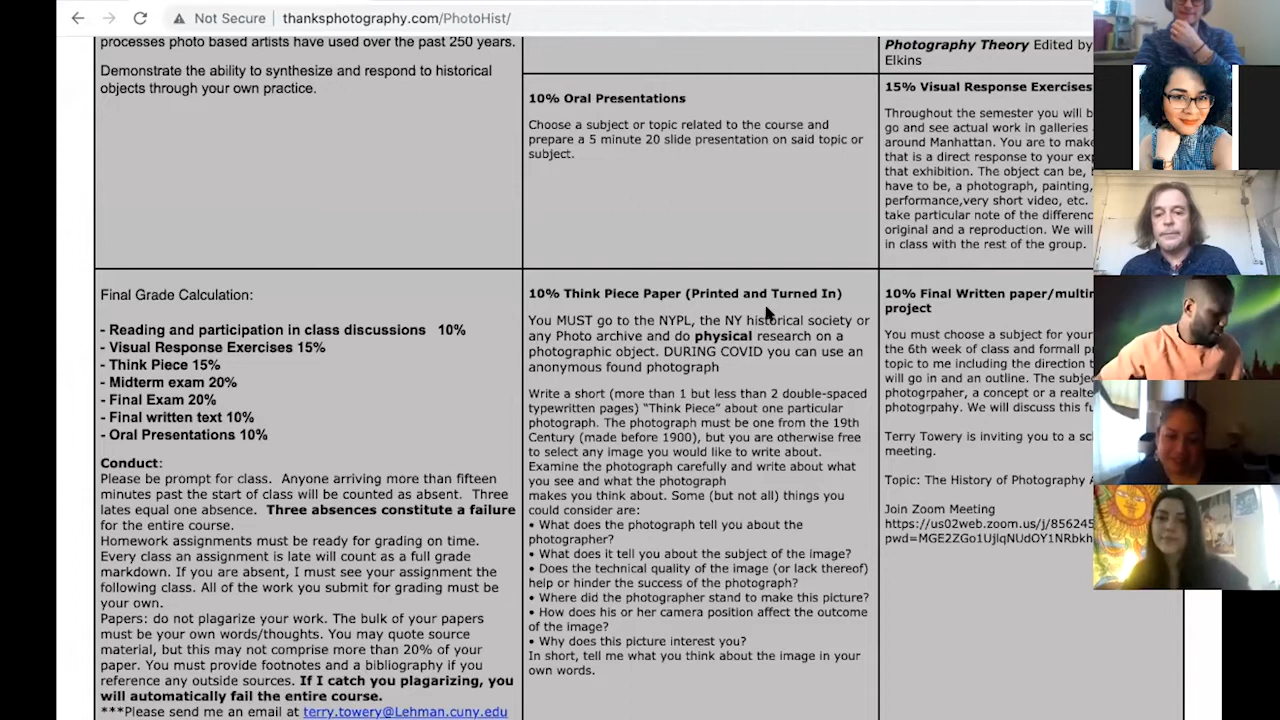 Not Secure
thanksphotography.com/PhotoHist/
processes photo based artists have used over the past 250 years.
Demonstrate the ability to synthesize and respond to historical
objects through your own practice.
Final Grade Calculation:
- Reading and participation in class discussions 10%
- Visual Response Exercises 15%
- Think Piece 15%
- Midterm exam 20%
- Final Exam 20%
- Final written text 10%
- Oral Presentations 10%
Conduct:
Please be prompt for class. Anyone arriving more than fifteen
minutes past the start of class will be counted as absent. Three
lates equal one absence. Three absences constitute a failure
for the entire course.
Homework assignments must be ready for grading on time.
Every class an assignment is late will count as a full grade
markdown. If you are absent, I must see your assignment the
following class. All of the work you submit for grading must be
your own.
Papers: do not plagarize your work. The bulk of your papers
must be your own words/thoughts. You may quote source
material, but this may not comprise more than 20% of your
paper. You must provide footnotes and a bibliography if you
reference any outside sources. If I catch you plagarizing, you
will automatically fail the entire course.
***Please send me an email at terry.towery@Lehman.cuny.edu
10% Oral Presentations
Choose a subject or topic related to the course and
prepare a 5 minute 20 slide presentation on said topic or
subject.
10% Think Piece Paper (Printed and Turned In)
You MUST go to the NYPL, the NY historical society or
any Photo archive and do physical research on a
photographic object. DURING COVID you can use an
anonymous found photograph
Write a short (more than 1 but less than 2 double-spaced
typewritten pages) "Think Piece" about one particular
photograph. The photograph must be one from the 19th
Century (made before 1900), but you are otherwise free
to select any image you would like to write about.
Examine the photograph carefully and write about what
you see and what the photograph
makes you think about. Some (but not all) things you
could consider are:
• What does the photograph tell you about the
photographer?
• What does it tell you about the subject of the image?
• Does the technical quality of the image (or lack thereof)
help or hinder the success of the photograph?
• Where did the photographer stand to make this picture?
• How does his or her camera position affect the outcome
of the image?
• Why does this picture interest you?
In short, tell me what you think about the image in your
own words.
Photography Theory Edited by
Elkins
15% Visual Response Exercises
Throughout the semester you will b
go and see actual work in galleries
around Manhattan. You are to make
that is a direct response to your exp
that exhibition. The object can be,
have to be, a photograph, painting,
performance,very short video, etc.
take particular note of the differenc
original and a reproduction. We will
in class with the rest of the group.
10% Final Written paper/multim
project
You must choose a subject for your
the 6th week of class and formall pr
topic to me including the direction t
will go in and an outline. The subjec
photogrpaher, a concept or a realte
photogrpahy. We will discuss this fu
Terry Towery is inviting you to a sch
meeting.
Topic: The History of Photography A
Join Zoom Meeting
https://us02web.zoom.us/j/856245
pwd=MGE2ZGo1UjlqNUdOY1NRbkh